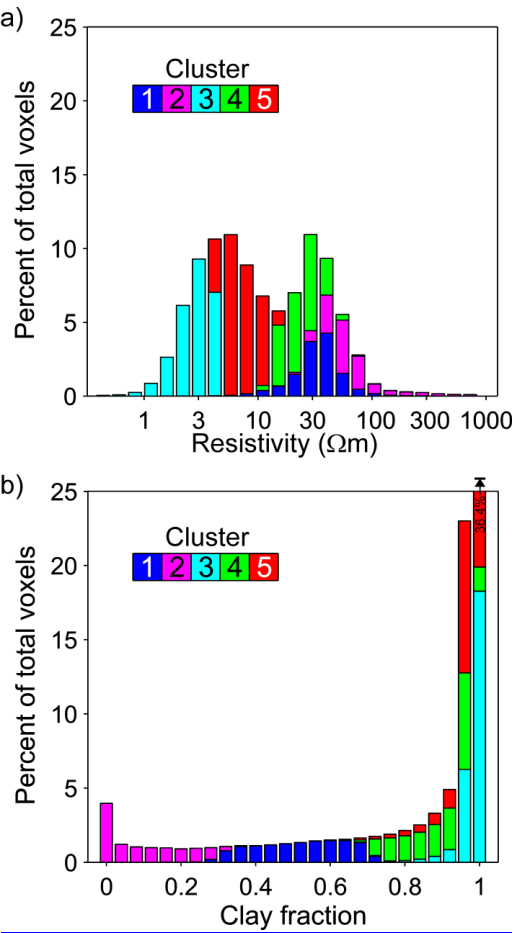 a)
25
20
15
10
5
0
Percent of total voxels
Cluster
1 2 3 4 5
1 3 10 30 100 300 1000
Resistivity (Ωm)
b)
25
20
15
10
5
0
Percent of total voxels
Cluster
1 2 3 4 5
36.4%
0 0.2 0.4 0.6 0.8 1
Clay fraction